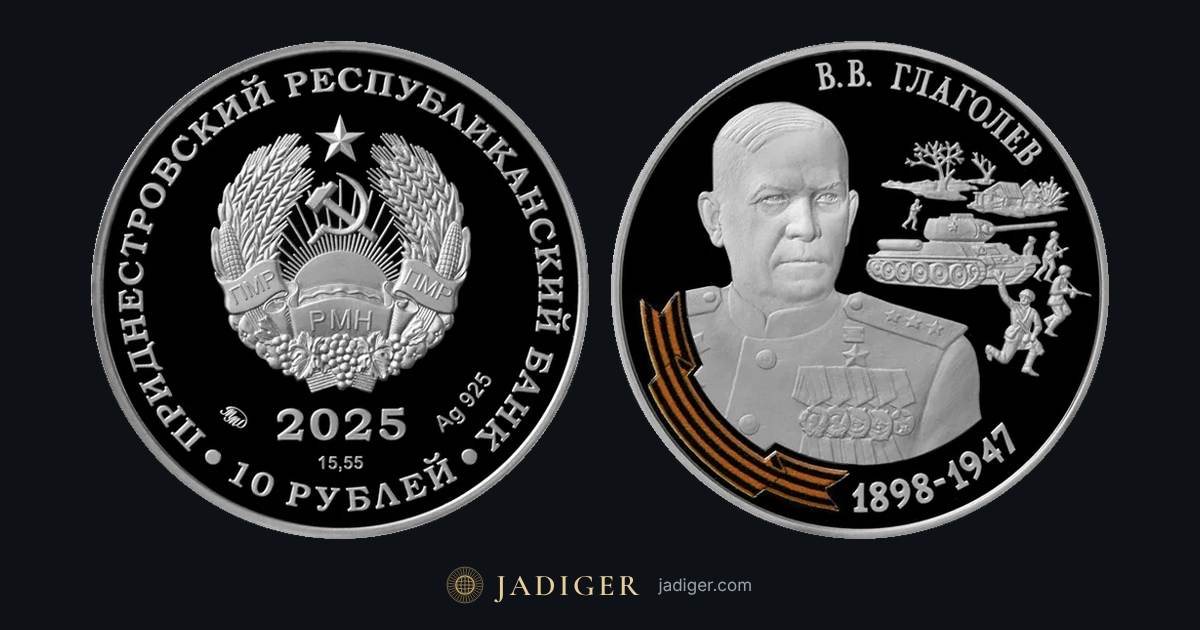 ПРИДНЕСТРОВСКИЙ РЕСПУБЛИКАНСКИЙ БАНК
ПМР
ПМР
РМН
2025
Ag 925
15,55
• 10 РУБЛЕЙ •
В.В. ГЛАГОЛЕВ
1898-1947
JADIGER
jadiger.com